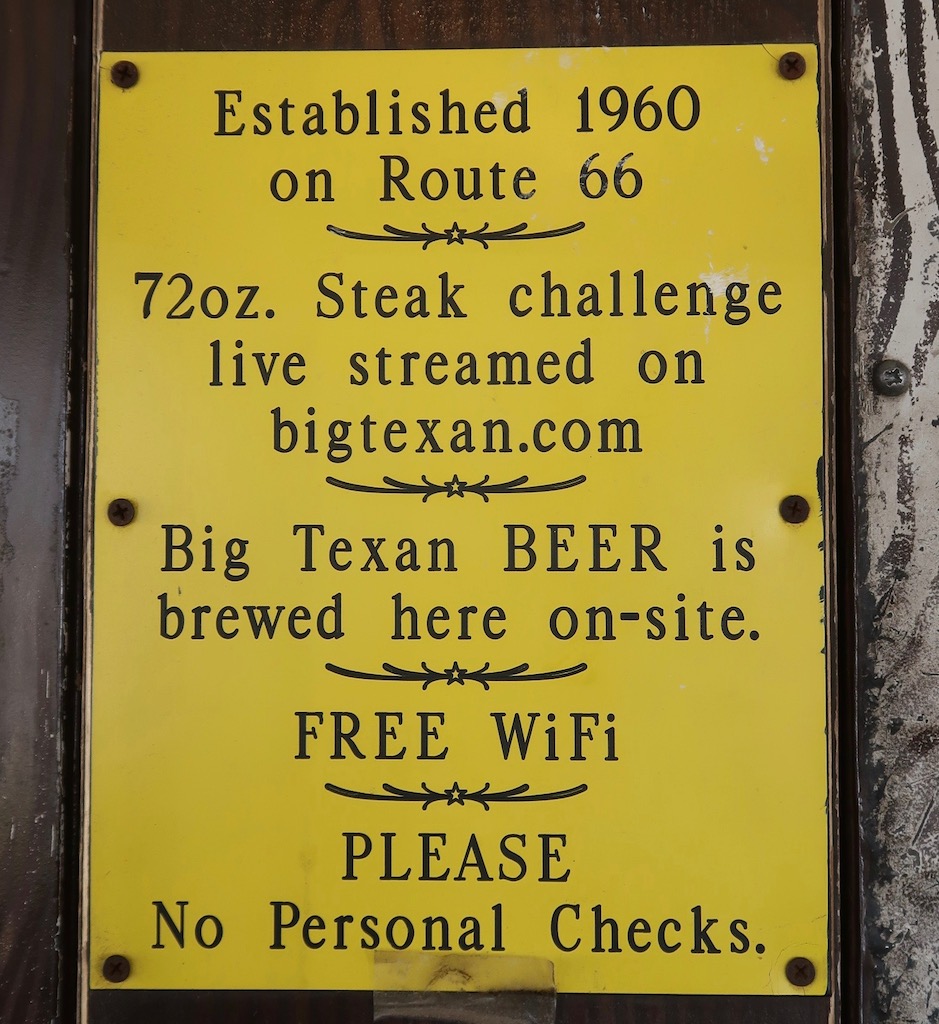 Established 1960
on Route 66
72oz. Steak challenge
live streamed on
bigtexan.com
Big Texan BEER is
brewed here on-site.
FREE WiFi
PLEASE
No Personal Checks.